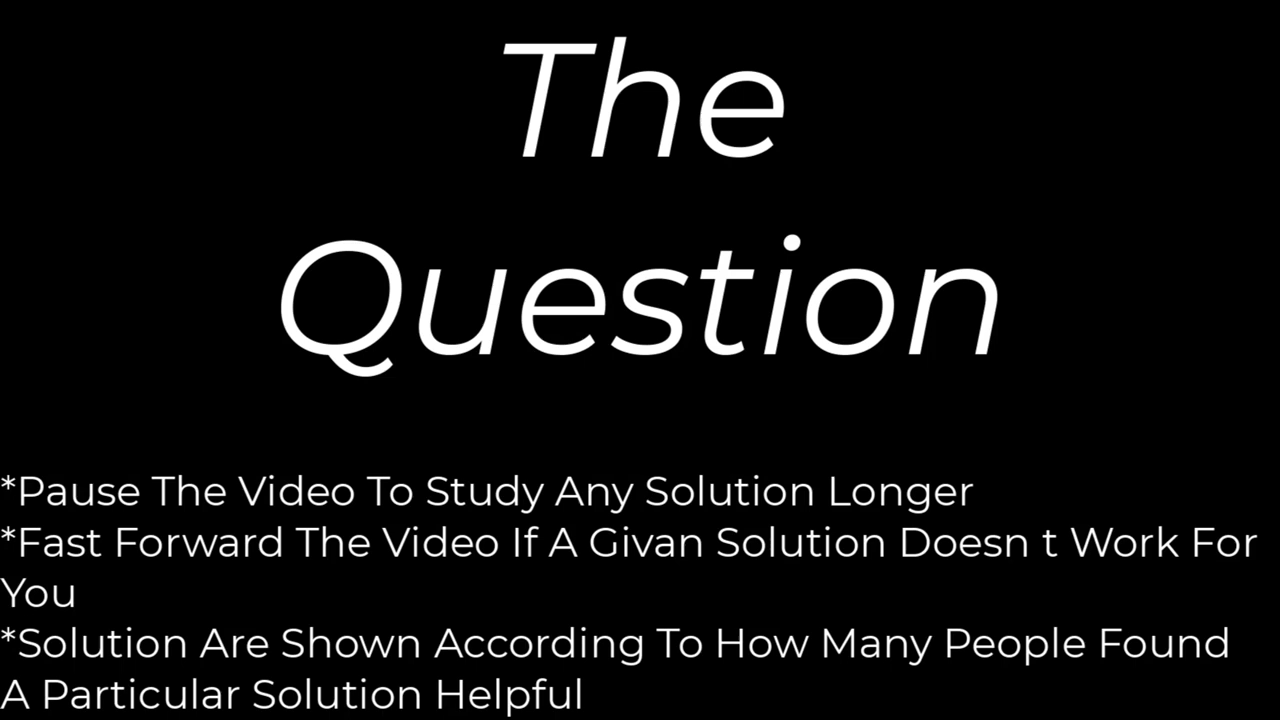 The
Question
*Pause The Video To Study Any Solution Longer
*Fast Forward The Video If A Givan Solution Doesn t Work For
You
*Solution Are Shown According To How Many People Found
A Particular Solution Helpful